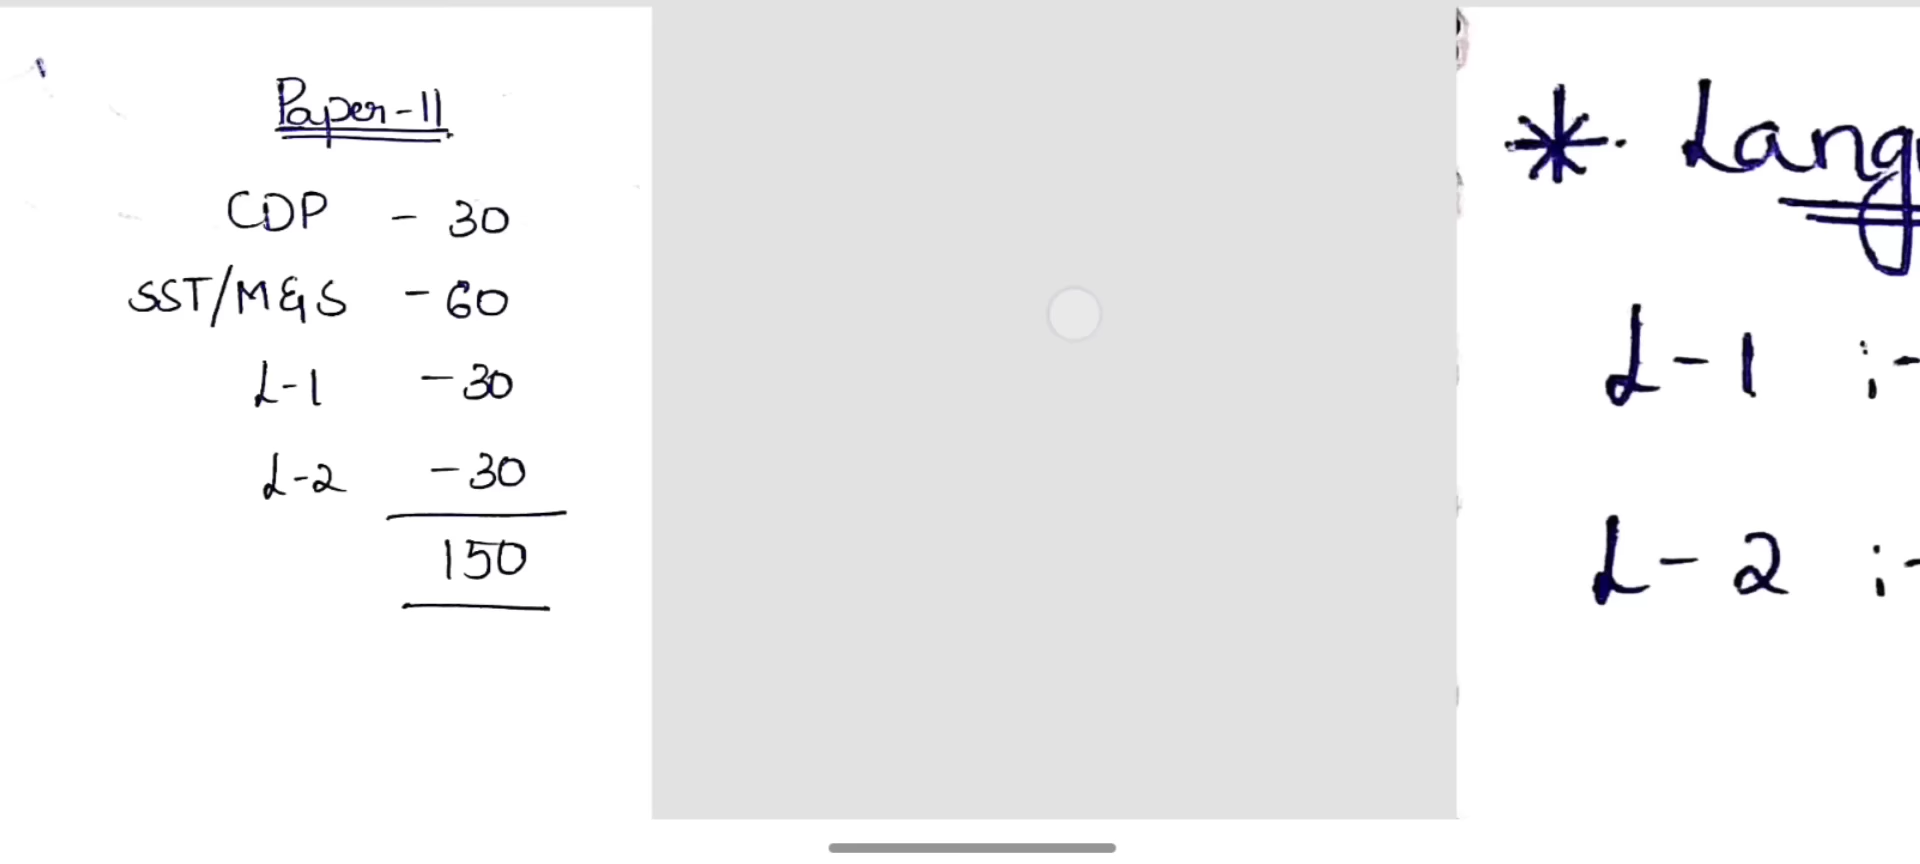 Paper-II
CDP - 30
SST/M&S - 60
L-1 - 30
L-2 - 30
150
* Lang
L-1 :-
L-2 :-